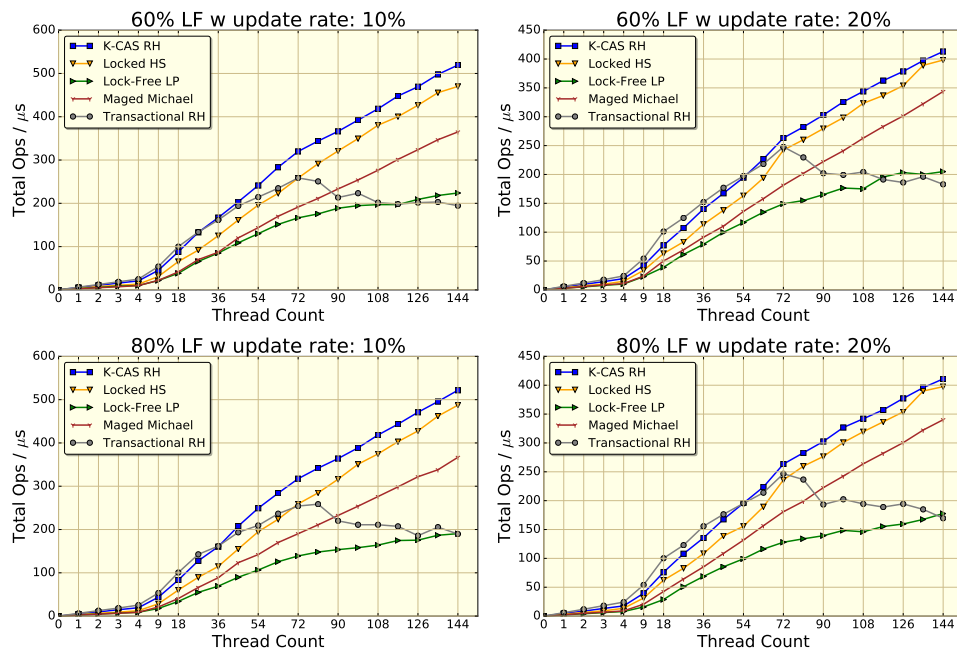 60% LF w update rate: 10%
600
500
400
300
200
100
0
Total Ops / μs
K-CAS RH
Locked HS
Lock-Free LP
Maged Michael
Transactional RH
0 1 2 3 4 9 18 36 54 72 90 108 126 144
Thread Count
60% LF w update rate: 20%
450
400
350
300
250
200
150
100
50
0
Total Ops / μs
K-CAS RH
Locked HS
Lock-Free LP
Maged Michael
Transactional RH
0 1 2 3 4 9 18 36 54 72 90 108 126 144
Thread Count
80% LF w update rate: 10%
600
500
400
300
200
100
0
Total Ops / μs
K-CAS RH
Locked HS
Lock-Free LP
Maged Michael
Transactional RH
0 1 2 3 4 9 18 36 54 72 90 108 126 144
Thread Count
80% LF w update rate: 20%
450
400
350
300
250
200
150
100
50
0
Total Ops / μs
K-CAS RH
Locked HS
Lock-Free LP
Maged Michael
Transactional RH
0 1 2 3 4 9 18 36 54 72 90 108 126 144
Thread Count